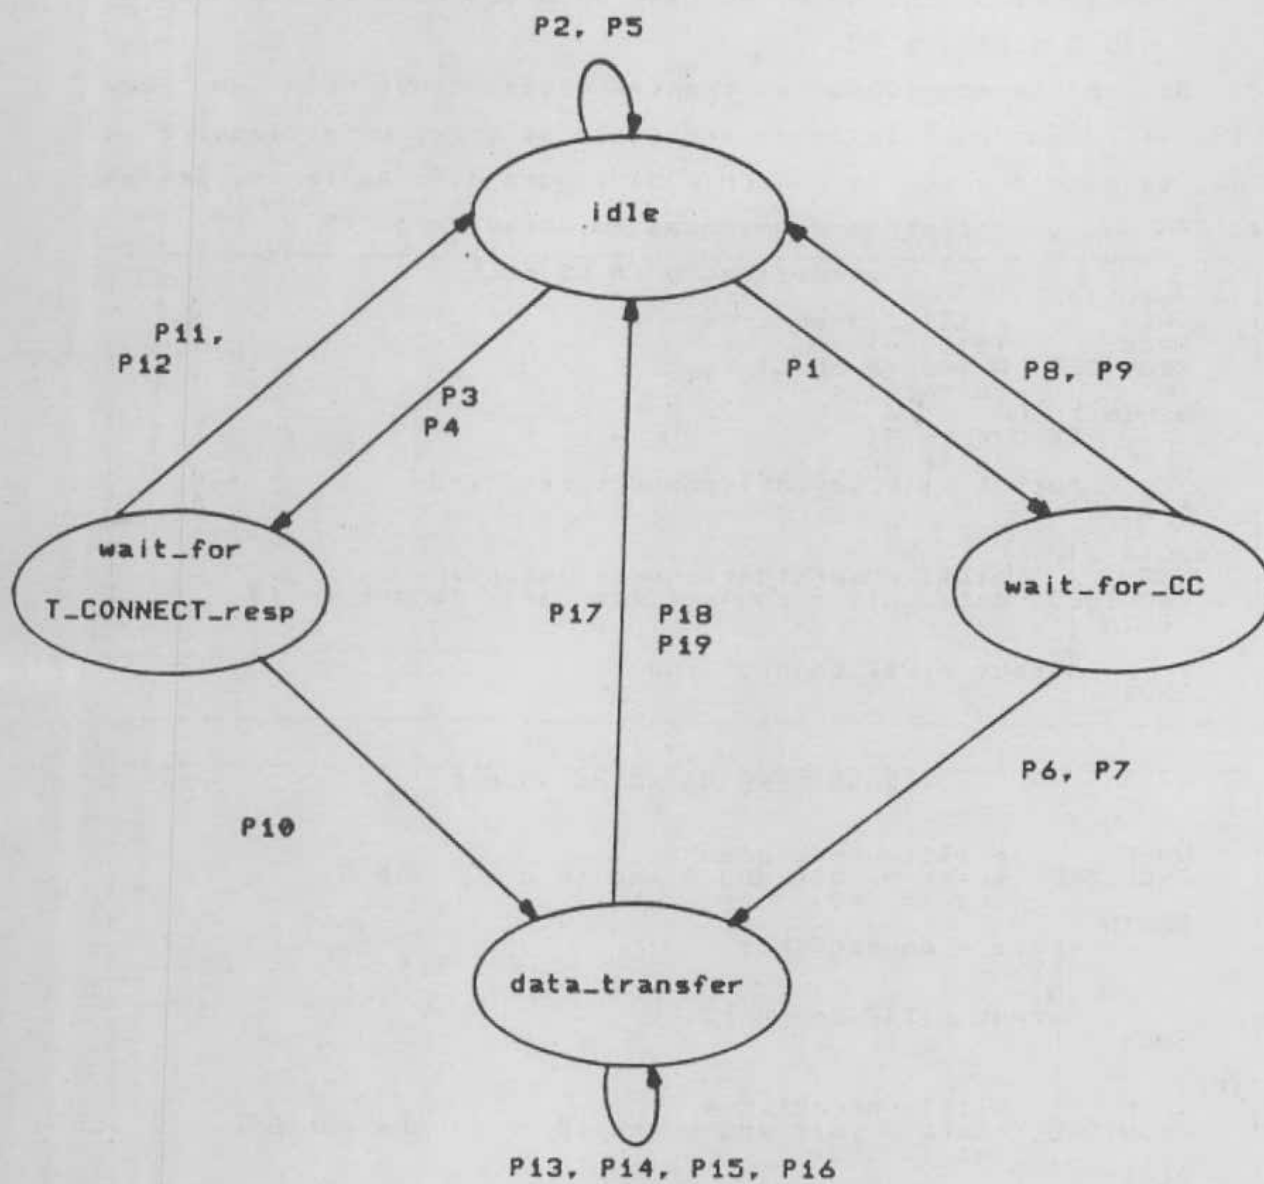 P2, P5
idle
P11,
P12
P3
P4
P1
P8, P9
wait_for
T_CONNECT_resp
wait_for_CC
P17
P18
P19
P6, P7
P10
data_transfer
P13, P14, P15, P16